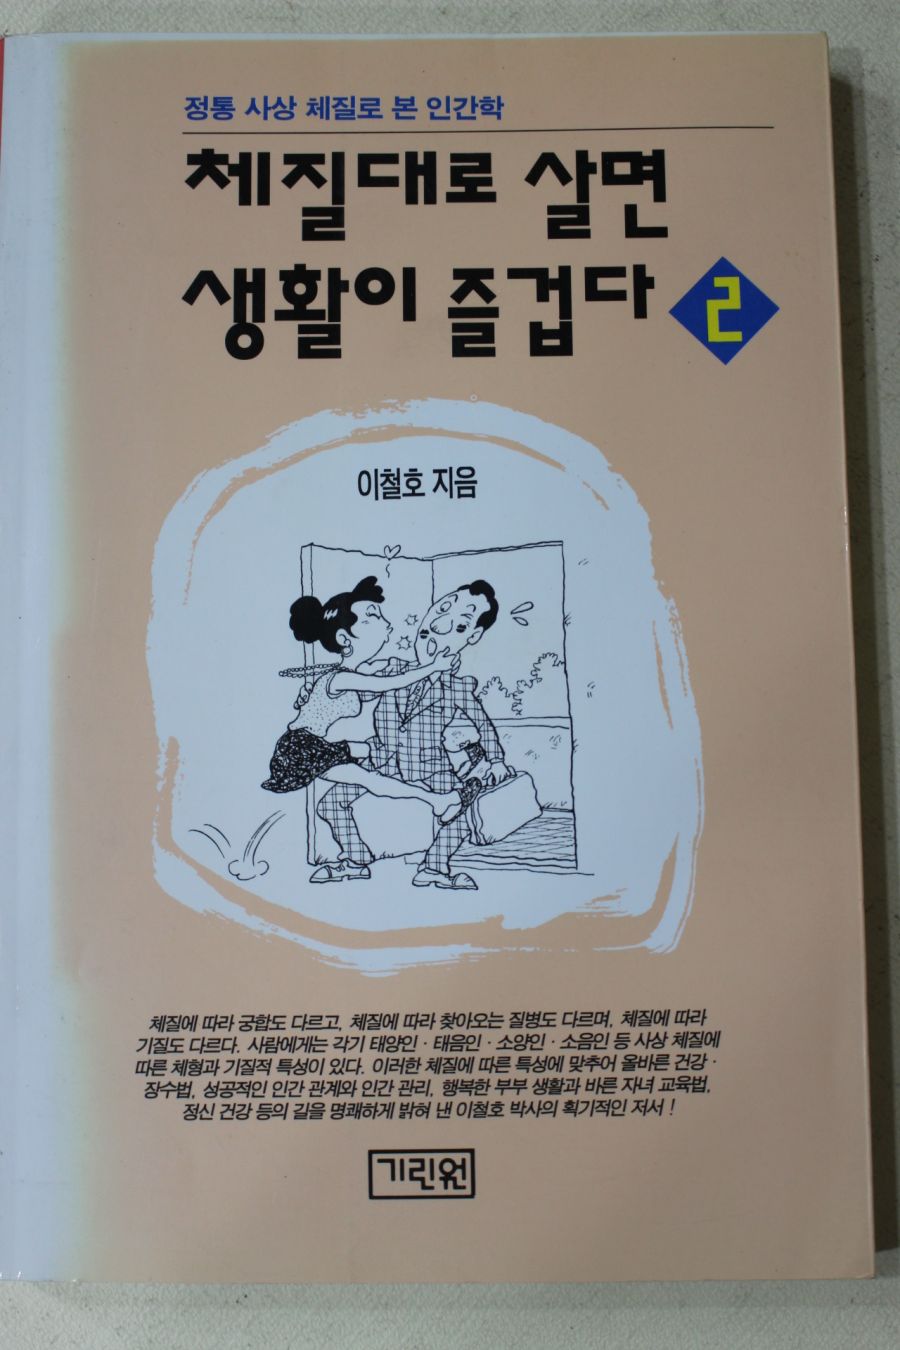 정통 사상 체질로 본 인간학
체질대로 살면
생활이 즐겁다 2
이철호 지음
체질에 따라 궁합도 다르고, 체질에 따라 찾아오는 질병도 다르며, 체질에 따라
기질도 다르다. 사람에게는 각기 태양인 · 태음인 · 소양인 · 소음인 등 사상 체질에
따른 체형과 기질적 특성이 있다. 이러한 체질에 따른 특성에 맞추어 올바른 건강 ·
장수법, 성공적인 인간 관계와 인간 관리, 행복한 부부 생활과 바른 자녀 교육법,
정신 건강 등의 길을 명쾌하게 밝혀 낸 이철호 박사의 획기적인 저서 !
기린원